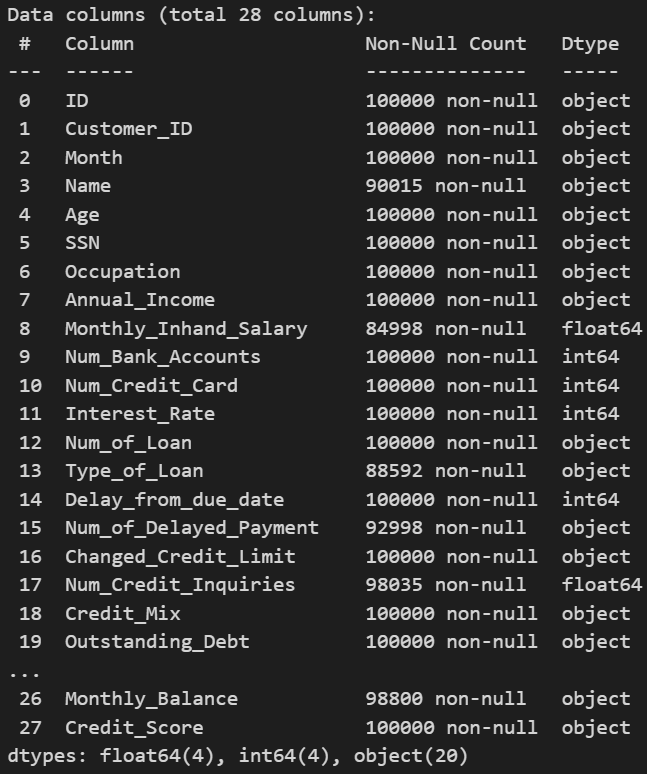 Data columns (total 28 columns):
 #   Column                    Non-Null Count   Dtype
---  ------                    --------------   -----
 0   ID                        100000 non-null  object
 1   Customer_ID               100000 non-null  object
 2   Month                     100000 non-null  object
 3   Name                      90015 non-null   object
 4   Age                       100000 non-null  object
 5   SSN                       100000 non-null  object
 6   Occupation                100000 non-null  object
 7   Annual_Income             100000 non-null  object
 8   Monthly_Inhand_Salary     84998 non-null   float64
 9   Num_Bank_Accounts         100000 non-null  int64
 10  Num_Credit_Card           100000 non-null  int64
 11  Interest_Rate             100000 non-null  int64
 12  Num_of_Loan               100000 non-null  object
 13  Type_of_Loan              88592 non-null   object
 14  Delay_from_due_date       100000 non-null  int64
 15  Num_of_Delayed_Payment    92998 non-null   object
 16  Changed_Credit_Limit      100000 non-null  object
 17  Num_Credit_Inquiries      98035 non-null   float64
 18  Credit_Mix                100000 non-null  object
 19  Outstanding_Debt          100000 non-null  object
...
 26  Monthly_Balance           98800 non-null   object
 27  Credit_Score              100000 non-null  object
dtypes: float64(4), int64(4), object(20)